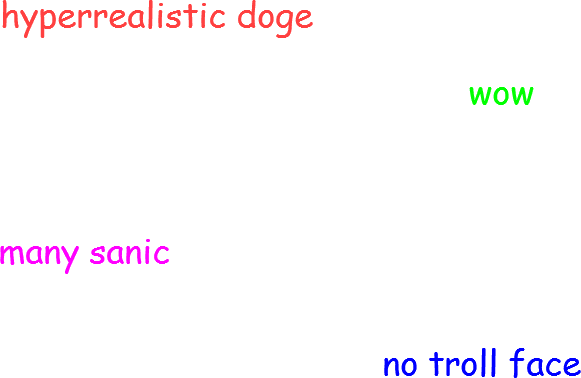 hyperrealistic doge
wow
many sanic
no troll face